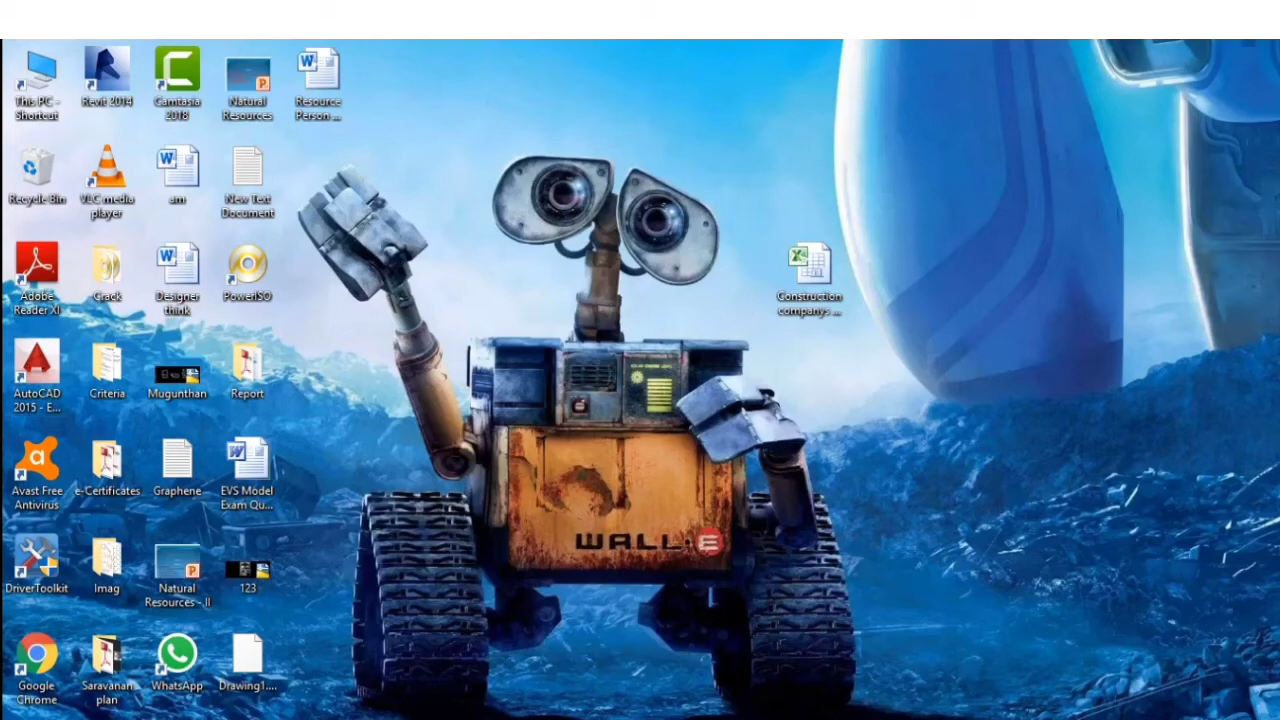 This PC -
Shortcut
Revit 2014
Camtasia
2018
Natural
Resources
Resource
Person ...
Recycle Bin
VLC media
player
am
New Text
Document
Adobe
Reader XI
Crack
Designer
think
PowerISO
Construction
companys ...
AutoCAD
2015 - E...
Criteria
Mugunthan
Report
Avast Free
Antivirus
e-Certificates
Graphene
EVS Model
Exam Qu...
DriverToolkit
Imag
Natural
Resources - II
123
Google
Chrome
Saravanan
plan
WhatsApp
Drawing1....
WALL·E